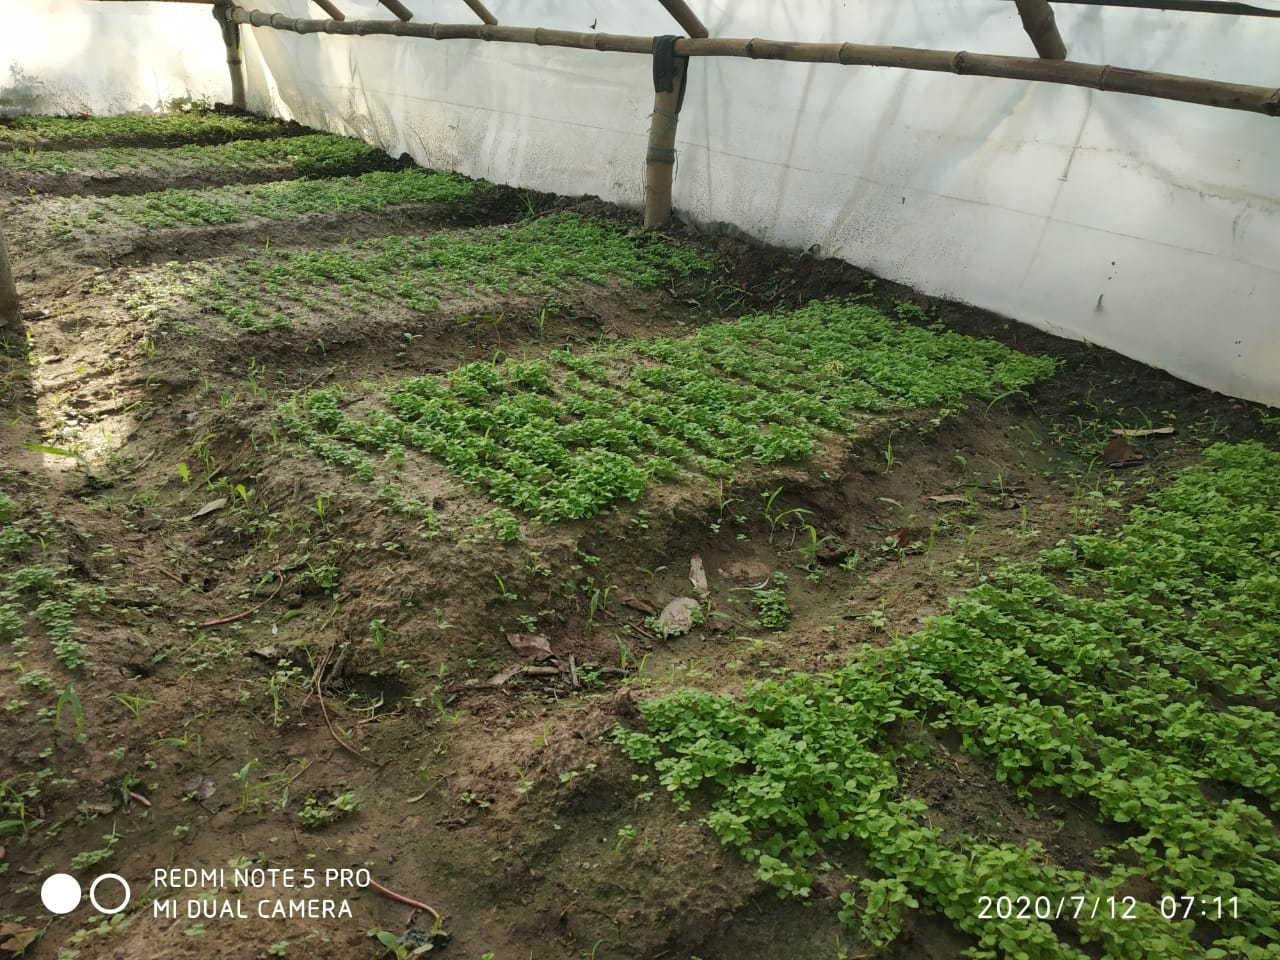 REDMI NOTE 5 PRO
MI DUAL CAMERA
2020/7/12 07:11